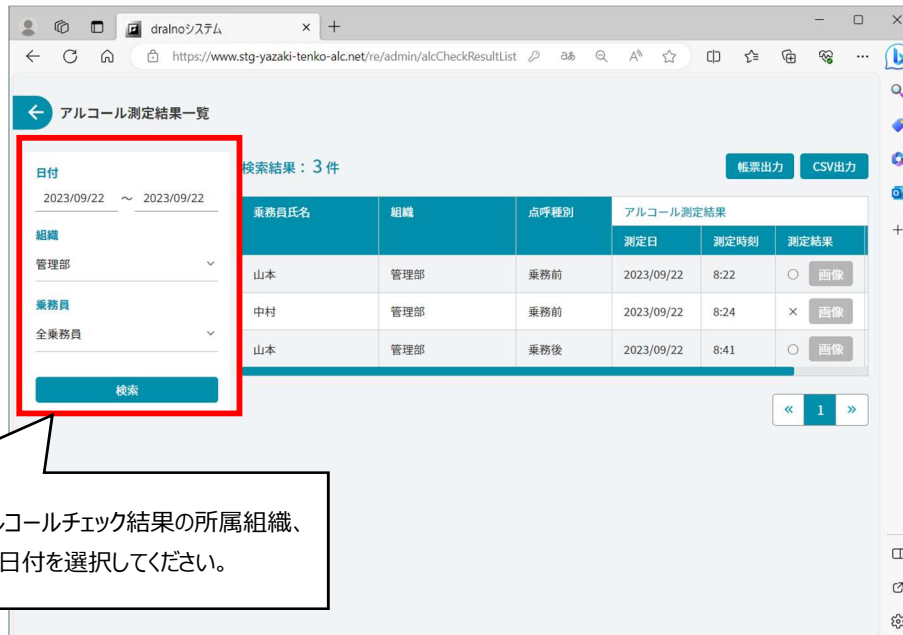 dralnoシステム
https://www.stg-yazaki-tenko-alc.net/re/admin/alcCheckResultList
アルコール測定結果一覧
日付
2023/09/22 ～ 2023/09/22
組織
管理部
乗務員
全乗務員
検索
検索結果：3 件
帳票出力 CSV出力
乗務員氏名 組織 点呼種別 アルコール測定結果
測定日 測定時刻 測定結果
山本 管理部 乗務前 2023/09/22 8:22 ○ 画像
中村 管理部 乗務前 2023/09/22 8:24 × 画像
山本 管理部 乗務後 2023/09/22 8:41 ○ 画像
« 1 »
コールチェック結果の所属組織、
日付を選択してください。